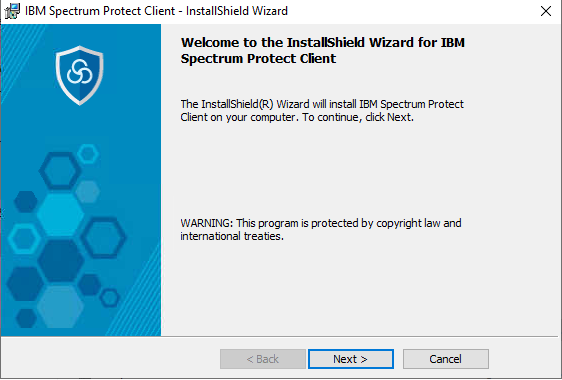 IBM Spectrum Protect Client - InstallShield Wizard
Welcome to the InstallShield Wizard for IBM
Spectrum Protect Client
The InstallShield(R) Wizard will install IBM Spectrum Protect
Client on your computer. To continue, click Next.
WARNING: This program is protected by copyright law and
international treaties.
< Back
Next >
Cancel